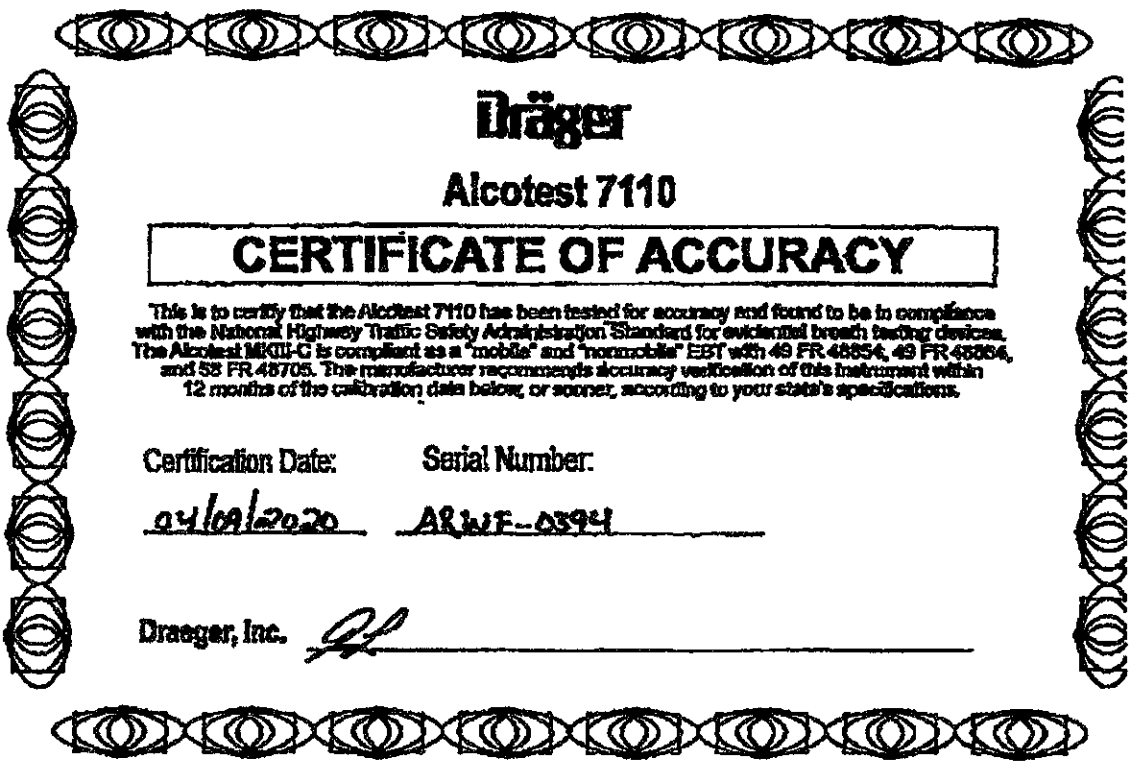 Dräger
Alcotest 7110
CERTIFICATE OF ACCURACY
This is to certify that the Alcotest 7110 has been tested for accuracy and found to be in compliance
with the National Highway Traffic Safety Administration Standard for evidential breath testing devices.
The Alcotest MKIII-C is compliant as a "mobile" and "nonmobile" EBT with 49 FR 48854, 49 FR 48864,
and 58 FR 48705. The manufacturer recommends accuracy verification of this instrument within
12 months of the calibration date below, or sooner, according to your state's specifications.
Certification Date: Serial Number:
04/09/2020 ARWF-0394
Draeger, Inc.